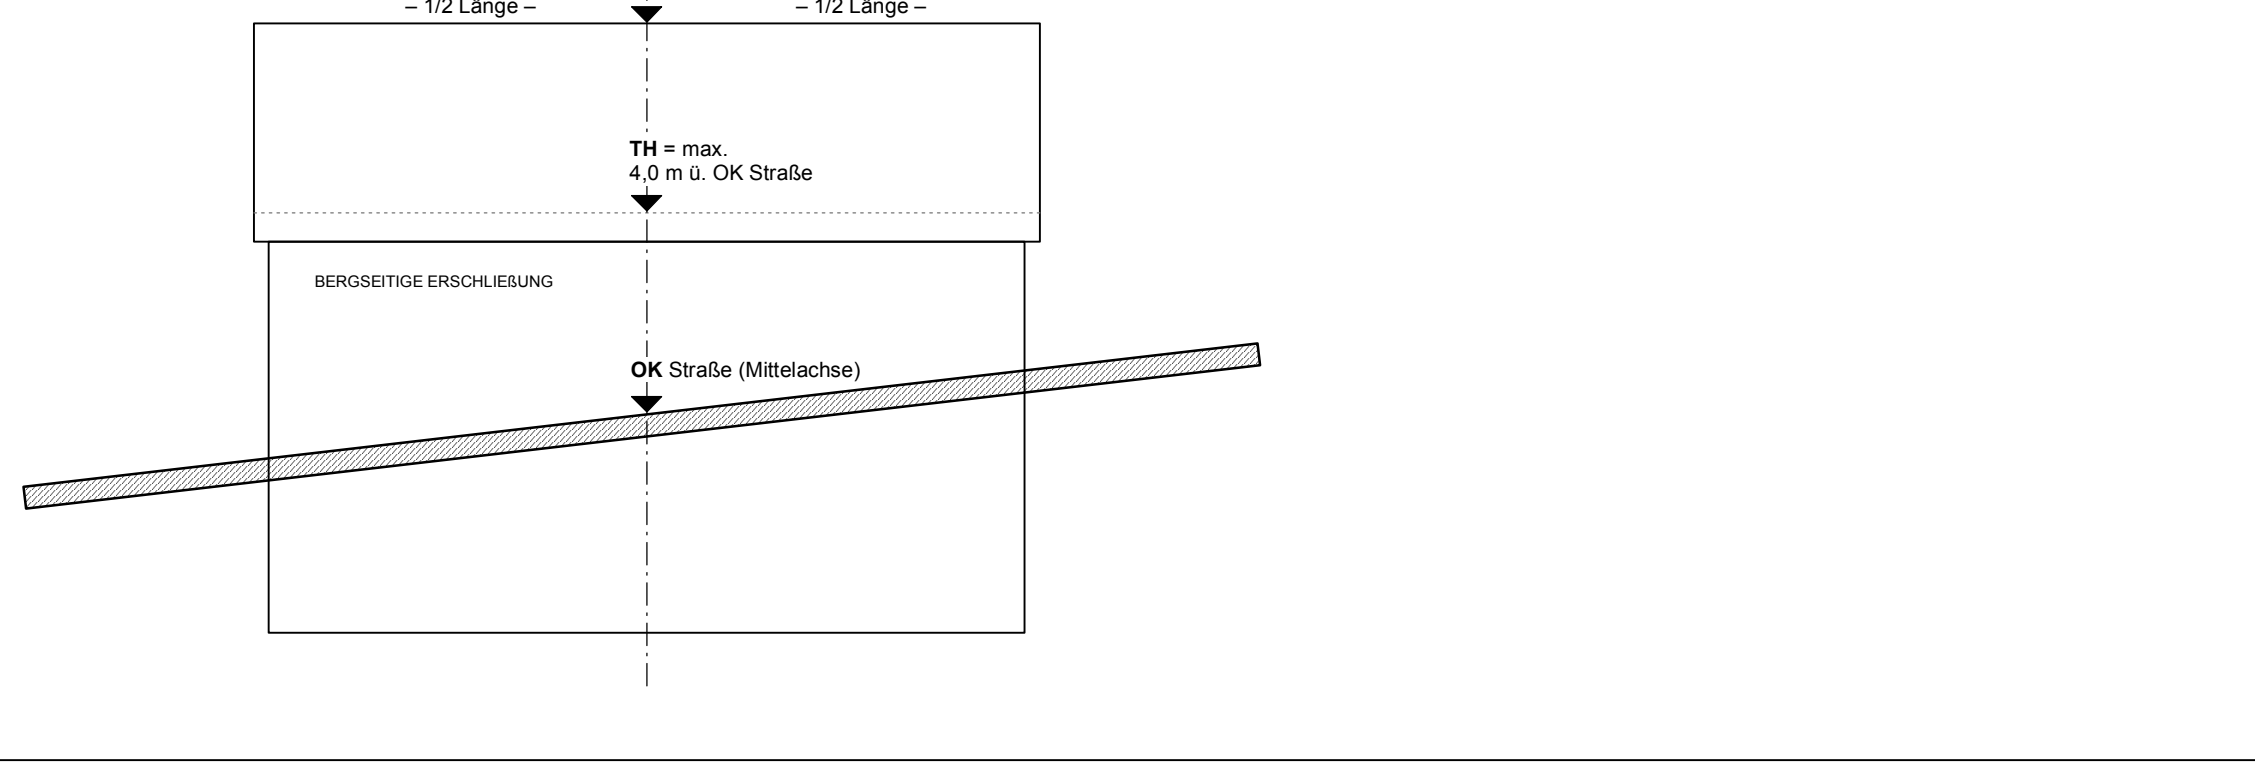 – 1/2 Länge –
– 1/2 Länge –
TH = max.
4,0 m ü. OK Straße
BERGSEITIGE ERSCHLIEßUNG
OK Straße (Mittelachse)